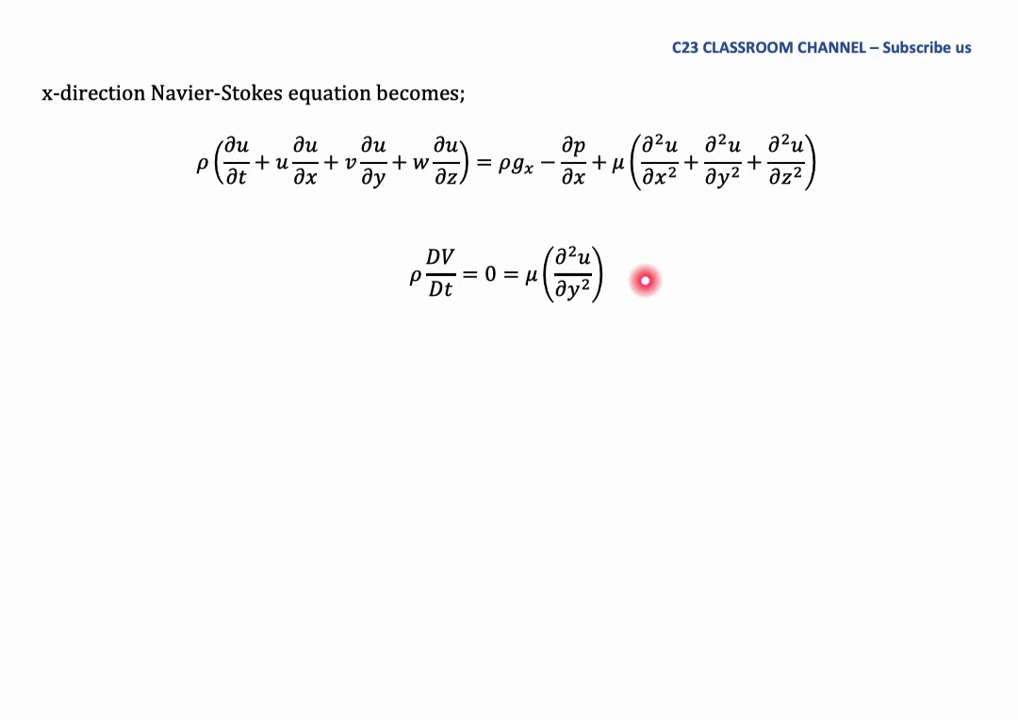 C23 CLASSROOM CHANNEL – Subscribe us
x-direction Navier-Stokes equation becomes;
ρ(∂u/∂t + u ∂u/∂x + v ∂u/∂y + w ∂u/∂z) = ρgₓ − ∂p/∂x + μ(∂²u/∂x² + ∂²u/∂y² + ∂²u/∂z²)
ρ DV/Dt = 0 = μ(∂²u/∂y²)